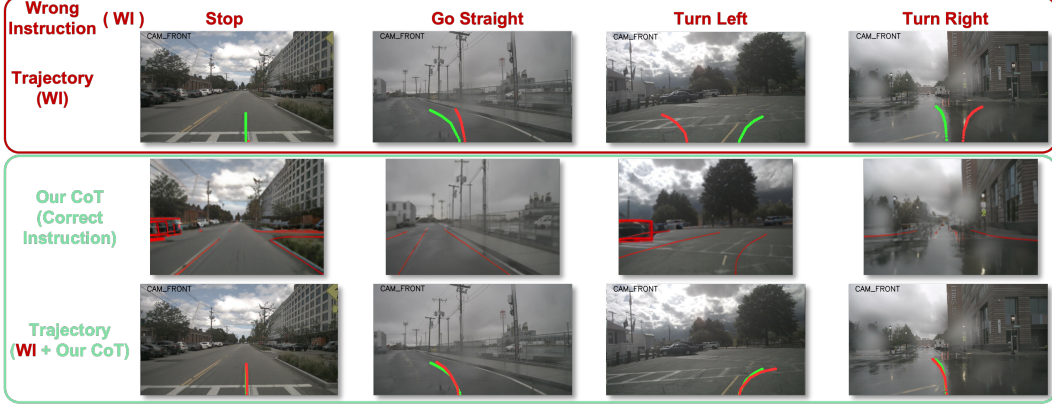 Wrong Instruction ( WI )
Stop
Go Straight
Turn Left
Turn Right
Trajectory
(WI)
CAM_FRONT
CAM_FRONT
CAM_FRONT
CAM_FRONT
Our CoT
(Correct
Instruction)
Trajectory
(WI + Our CoT)
CAM_FRONT
CAM_FRONT
CAM_FRONT
CAM_FRONT